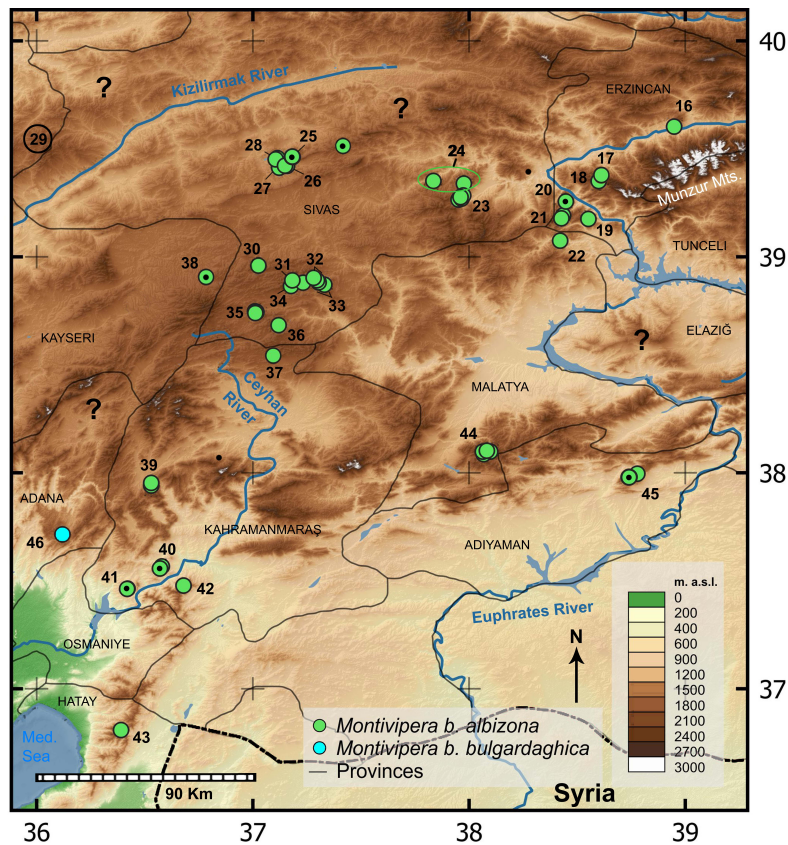 40
ERZINCAN
?
Kizilirmak River
?
16
29
28
25
24
17
27
26
18
Munzur Mts.
SIVAS
23
20
21
19
22
TUNCELI
39
30
38
31
32
34
33
35
36
KAYSERI
?
ELAZIĞ
37
Ceyhan
River
MALATYA
?
44
39
38
ADANA
45
KAHRAMANMARAŞ
46
40
ADIYAMAN
41
42
m. a.s.l.
0
200
400
600
900
1200
1500
1800
2100
2400
2700
3000
Euphrates River
N
OSMANIYE
37
HATAY
Med.
Sea
43
Montivipera b. albizona
Montivipera b. bulgardaghica
Provinces
90 Km
Syria
36
37
38
39